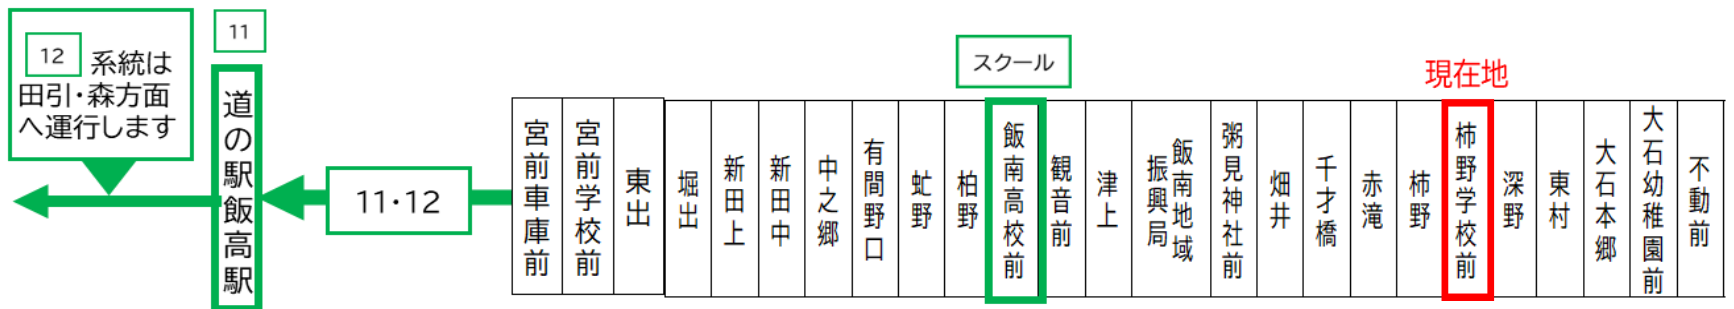 12 系統は
田引・森方面
へ運行します
11
道の駅飯高駅
11・12
宮前車庫前
宮前学校前
東出
堀出
新田上
新田中
中之郷
有間野口
虻野
柏野
スクール
飯南高校前
観音前
津上
飯南地域
振興局
粥見神社前
畑井
千才橋
赤滝
柿野
現在地
柿野学校前
深野
東村
大石本郷
大石幼稚園前
不動前